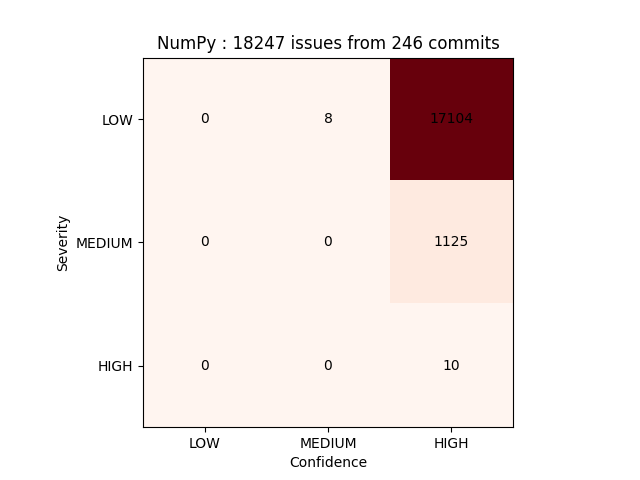 NumPy : 18247 issues from 246 commits
LOW 0 8 17104
MEDIUM 0 0 1125
HIGH 0 0 10
Severity
LOW MEDIUM HIGH
Confidence